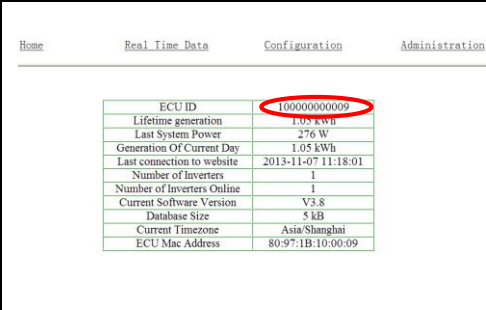 Home Real Time Data Configuration Administration
ECU ID 100000000009
Lifetime generation 1.05 kWh
Last System Power 276 W
Generation Of Current Day 1.05 kWh
Last connection to website 2013-11-07 11:18:01
Number of Inverters 1
Number of Inverters Online 1
Current Software Version V3.8
Database Size 5 kB
Current Timezone Asia/Shanghai
ECU Mac Address 80:97:1B:10:00:09